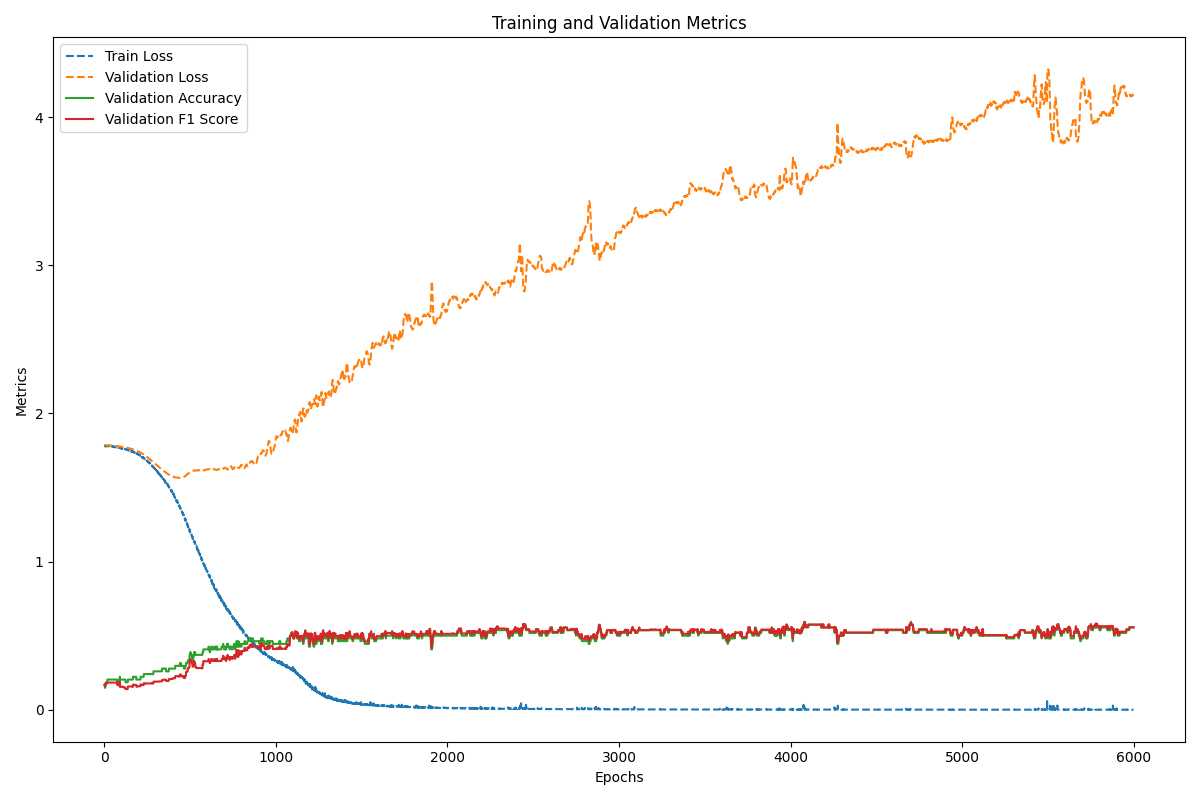 Training and Validation Metrics
Train Loss
Validation Loss
Validation Accuracy
Validation F1 Score
Metrics
4
3
2
1
0
0 1000 2000 3000 4000 5000 6000
Epochs